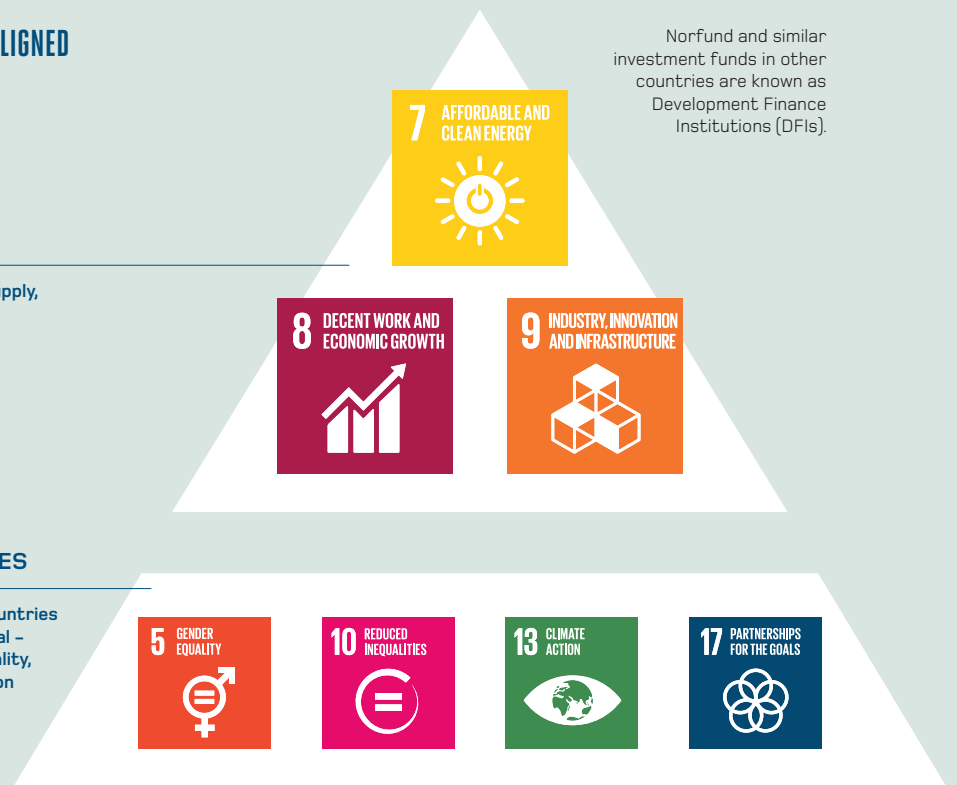 LIGNED
Norfund and similar
investment funds in other
countries are known as
Development Finance
Institutions (DFIs).
7 AFFORDABLE AND
CLEAN ENERGY
pply,
8 DECENT WORK AND
ECONOMIC GROWTH
9 INDUSTRY, INNOVATION
AND INFRASTRUCTURE
ES
ountries
al –
ality,
on
5 GENDER
EQUALITY
10 REDUCED
INEQUALITIES
13 CLIMATE
ACTION
17 PARTNERSHIPS
FOR THE GOALS